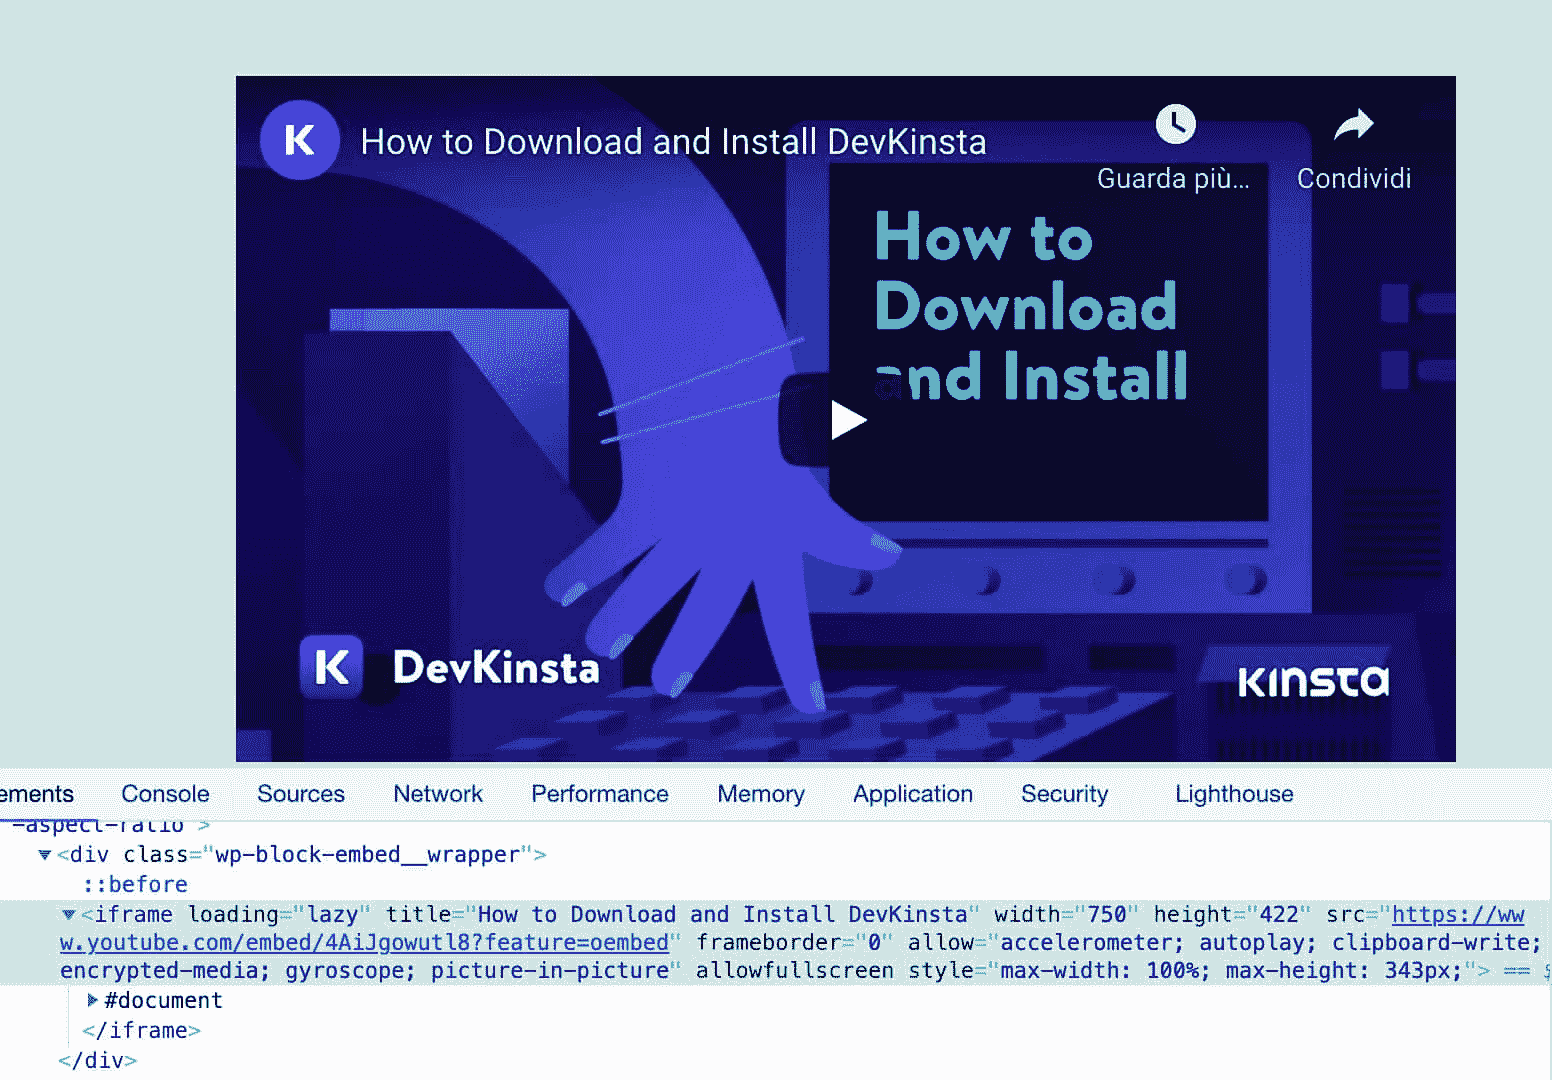 K How to Download and Install DevKinsta
Guarda più... Condividi
How to
Download
and Install
K DevKinsta
KINSTA
ements Console Sources Network Performance Memory Application Security Lighthouse
-aspect-ratio">
▼<div class="wp-block-embed__wrapper">
::before
▼<iframe loading="lazy" title="How to Download and Install DevKinsta" width="750" height="422" src="https://ww
w.youtube.com/embed/4AiJgowutl8?feature=oembed" frameborder="0" allow="accelerometer; autoplay; clipboard-write;
encrypted-media; gyroscope; picture-in-picture" allowfullscreen style="max-width: 100%; max-height: 343px;"> == $
▶#document
</iframe>
</div>